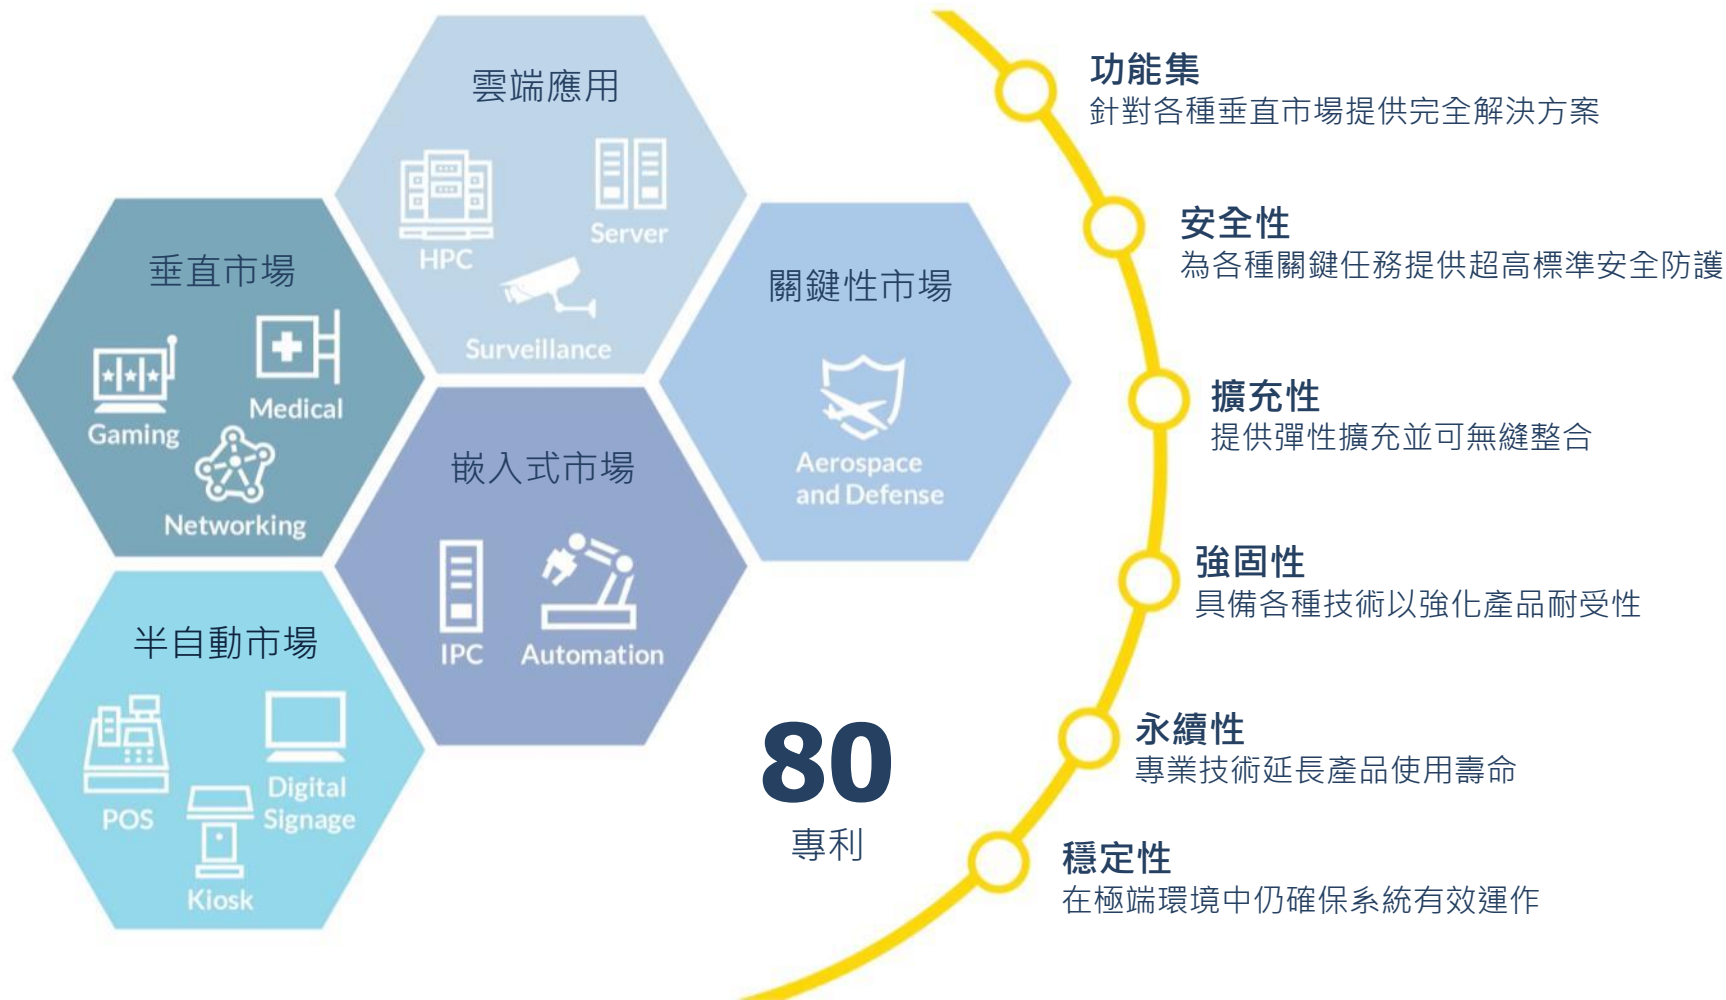 雲端應用
HPC
Server
Surveillance
垂直市場
Gaming
Medical
Networking
關鍵性市場
Aerospace
and Defense
嵌入式市場
IPC
Automation
半自動市場
POS
Digital
Signage
Kiosk
80
專利
功能集
針對各種垂直市場提供完全解決方案
安全性
為各種關鍵任務提供超高標準安全防護
擴充性
提供彈性擴充並可無縫整合
強固性
具備各種技術以強化產品耐受性
永續性
專業技術延長產品使用壽命
穩定性
在極端環境中仍確保系統有效運作